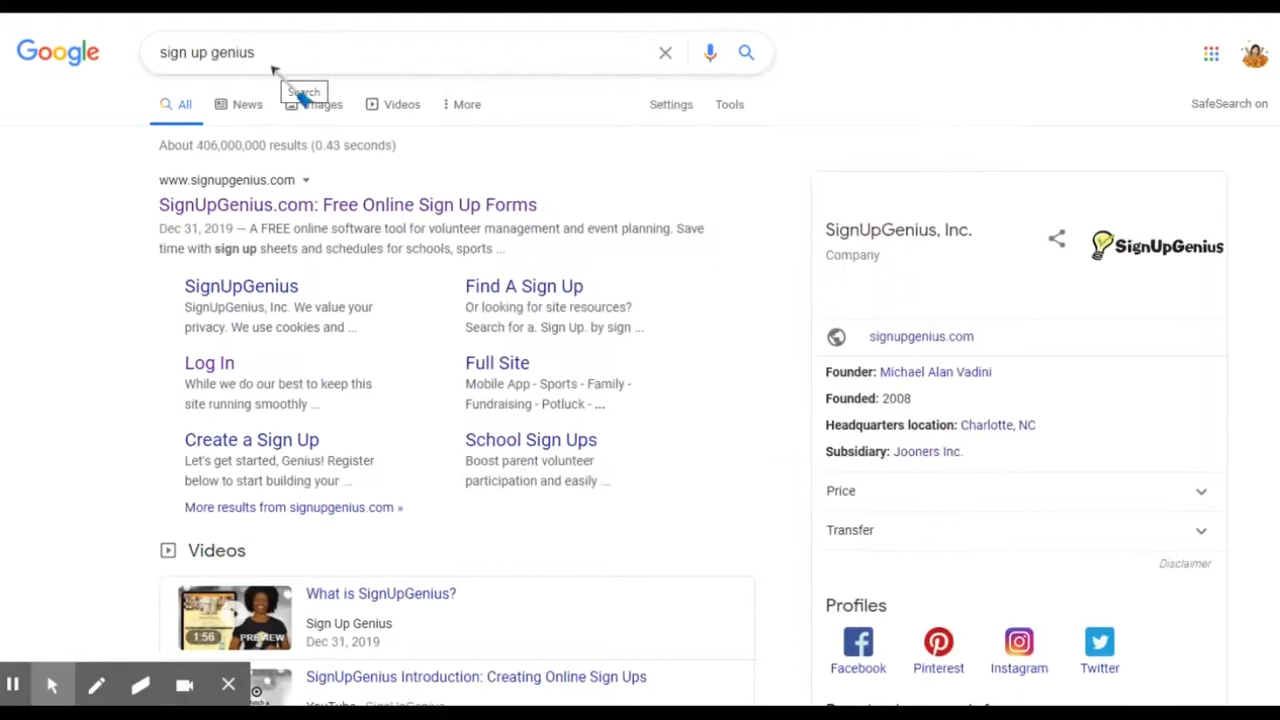 Google
sign up genius
Search
All
News
Images
Videos
More
Settings
Tools
SafeSearch on
About 406,000,000 results (0.43 seconds)
www.signupgenius.com
SignUpGenius.com: Free Online Sign Up Forms
Dec 31, 2019 — A FREE online software tool for volunteer management and event planning. Save
time with sign up sheets and schedules for schools, sports ...
SignUpGenius
SignUpGenius, Inc. We value your
privacy. We use cookies and ...
Find A Sign Up
Or looking for site resources?
Search for a. Sign Up. by sign ...
Log In
While we do our best to keep this
site running smoothly ...
Full Site
Mobile App - Sports - Family -
Fundraising - Potluck - ...
Create a Sign Up
Let's get started, Genius! Register
below to start building your ...
School Sign Ups
Boost parent volunteer
participation and easily ...
More results from signupgenius.com »
Videos
What is SignUpGenius?
Sign Up Genius
Dec 31, 2019
1:56
PREVIEW
SignUpGenius Introduction: Creating Online Sign Ups
YouTube · SignUpGenius
SignUpGenius, Inc.
Company
SignUpGenius
signupgenius.com
Founder: Michael Alan Vadini
Founded: 2008
Headquarters location: Charlotte, NC
Subsidiary: Jooners Inc.
Price
Transfer
Disclaimer
Profiles
Facebook
Pinterest
Instagram
Twitter